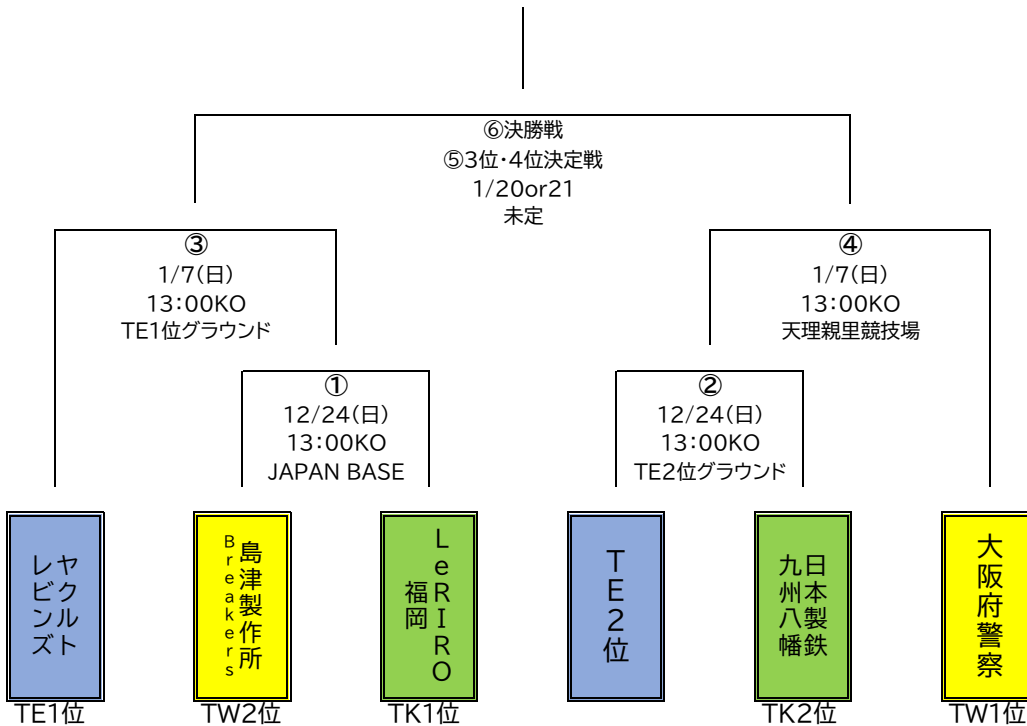 ⑥決勝戦
⑤3位・4位決定戦
1/20or21
未定
③
1/7(日)
13:00KO
TE1位グラウンド
④
1/7(日)
13:00KO
天理親里競技場
①
12/24(日)
13:00KO
JAPAN BASE
②
12/24(日)
13:00KO
TE2位グラウンド
ヤクルト
レビンズ
島津製作所
Breakers
LeRIRO
福岡
TE2位
日本製鉄
九州八幡
大阪府警察
TE1位
TW2位
TK1位
TK2位
TW1位